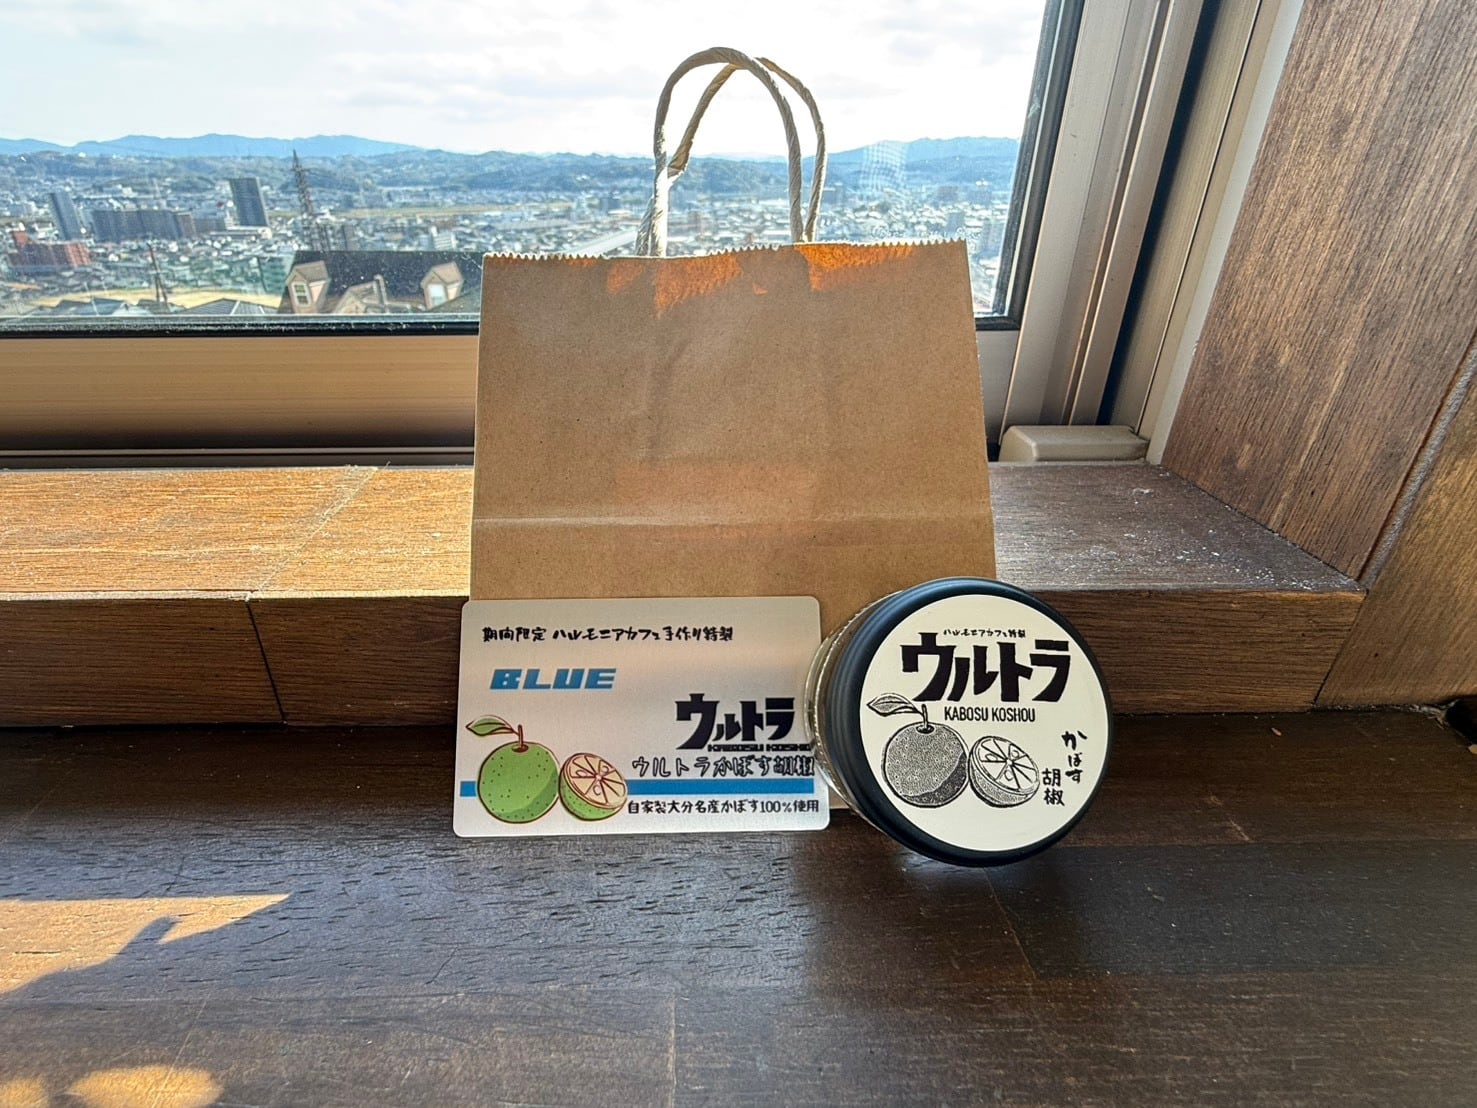 期間限定 ハルモニアカフェ手作り特製
BLUE
ウルトラ
KABOSU KOSHO
ウルトラかぼす胡椒
自家製大分名産かぼす100%使用
ハルモニアカフェ特製
ウルトラ
KABOSU KOSHOU
かぼす
胡椒